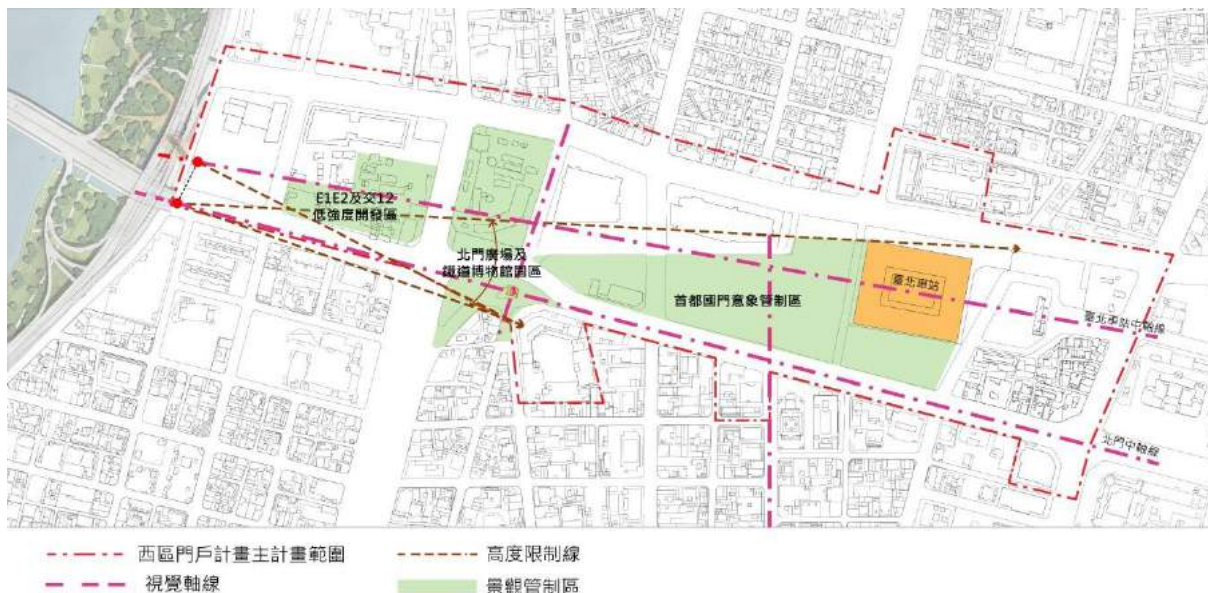 E1E2及交12
低強度開發區
北門廣場及
鐵道博物館園區
首都國門意象管制區
臺北車站
臺北車站中軸線
北門中軸線
西區門戶計畫主計畫範圍
高度限制線
視覺軸線
景觀管制區